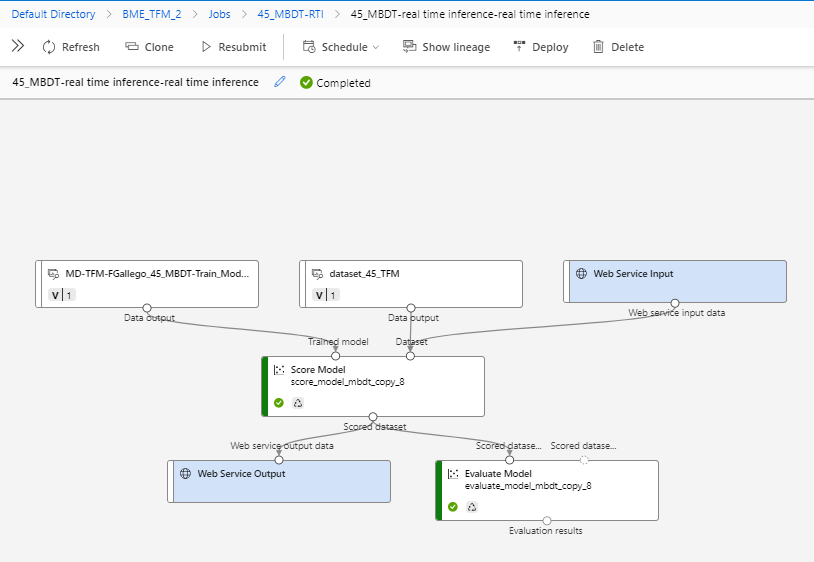 Default Directory > BME_TFM_2 > Jobs > 45_MBDT-RTI > 45_MBDT-real time inference-real time inference
Refresh Clone Resubmit Schedule Show lineage Deploy Delete
45_MBDT-real time inference-real time inference Completed
MD-TFM-FGallego_45_MBDT-Train_Mod...
V 1
Data output
dataset_45_TFM
V 1
Data output
Web Service Input
Web service input data
Trained model
Dataset
Score Model
score_model_mbdt_copy_8
Scored dataset
Web service output data
Scored datase...
Scored datase...
Web Service Output
Evaluate Model
evaluate_model_mbdt_copy_8
Evaluation results